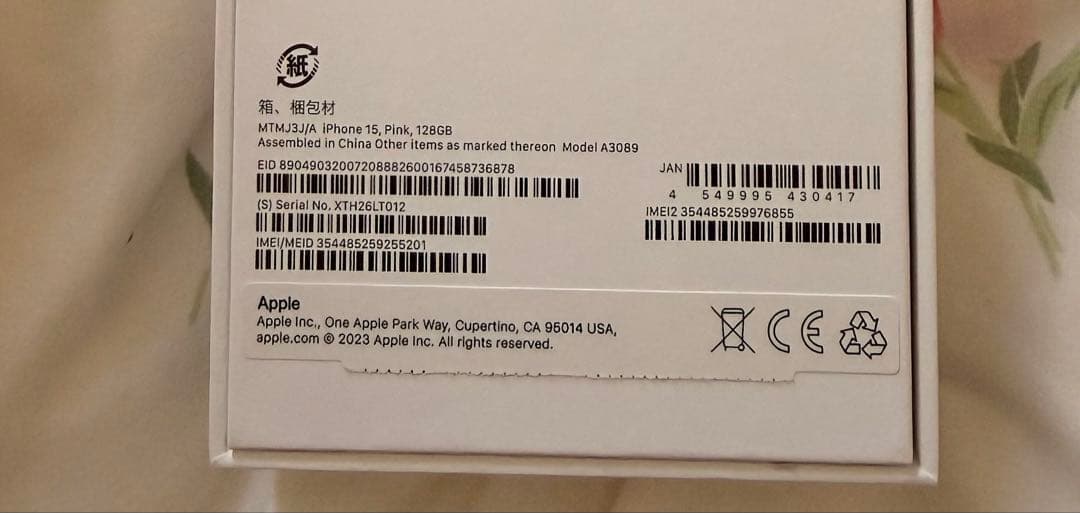 紙
箱、梱包材
MTMJ3J/A iPhone 15, Pink, 128GB
Assembled in China Other items as marked thereon Model A3089
EID 89049032007208882600167458736878
JAN
4 549995 430417
(S) Serial No. XTH26LT012
IMEI2 354485259976855
IMEI/MEID 354485259255201
Apple
Apple Inc., One Apple Park Way, Cupertino, CA 95014 USA,
apple.com © 2023 Apple Inc. All rights reserved.
CE